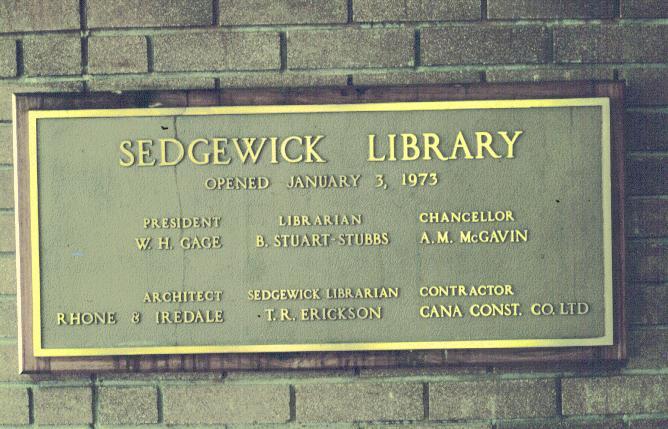 SEDGEWICK LIBRARY
OPENED JANUARY 3, 1973
PRESIDENT LIBRARIAN CHANCELLOR
W. H. GAGE B. STUART-STUBBS A. M. McGAVIN
ARCHITECT SEDGEWICK LIBRARIAN CONTRACTOR
RHONE & IREDALE T. R. ERICKSON CANA CONST. CO. LTD